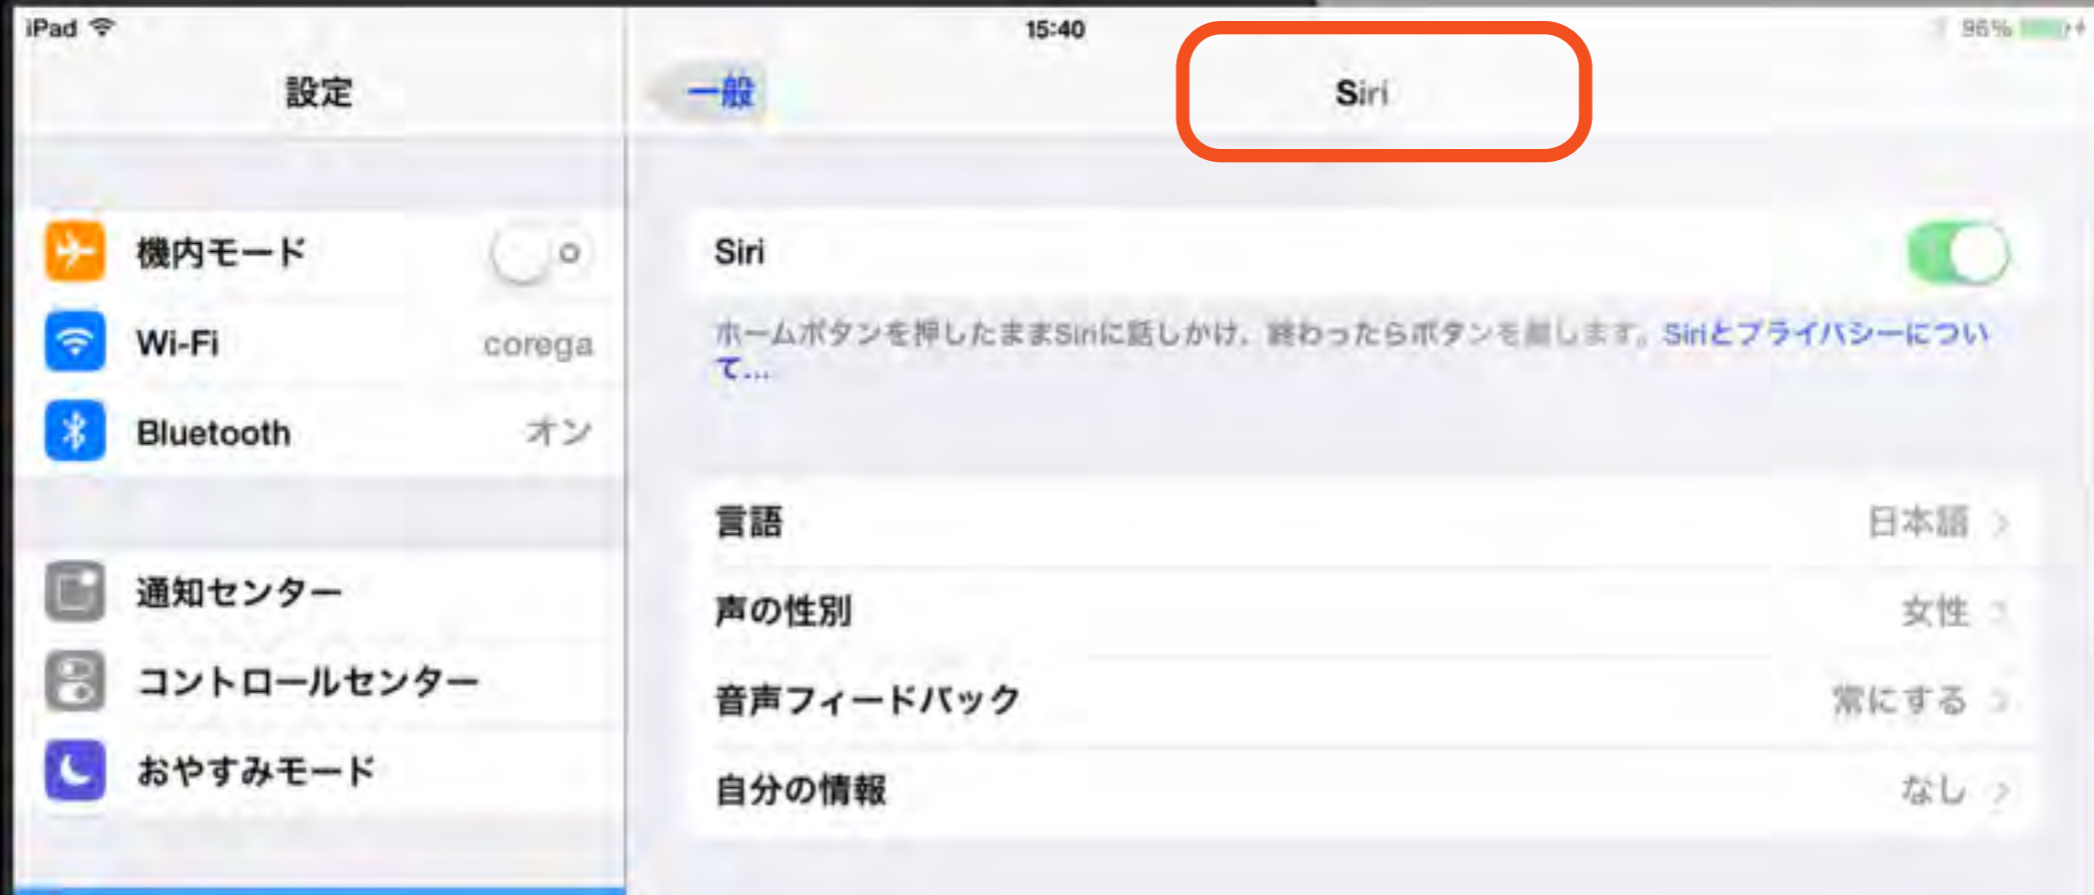 iPad
15:40
96%
設定
一般
Siri
機内モード
Wi-Fi
corega
Bluetooth
オン
通知センター
コントロールセンター
おやすみモード
Siri
ホームボタンを押したままSiriに話しかけ、終わったらボタンを離します。Siriとプライバシーについ
て...
言語
日本語
声の性別
女性
音声フィードバック
常にする
自分の情報
なし